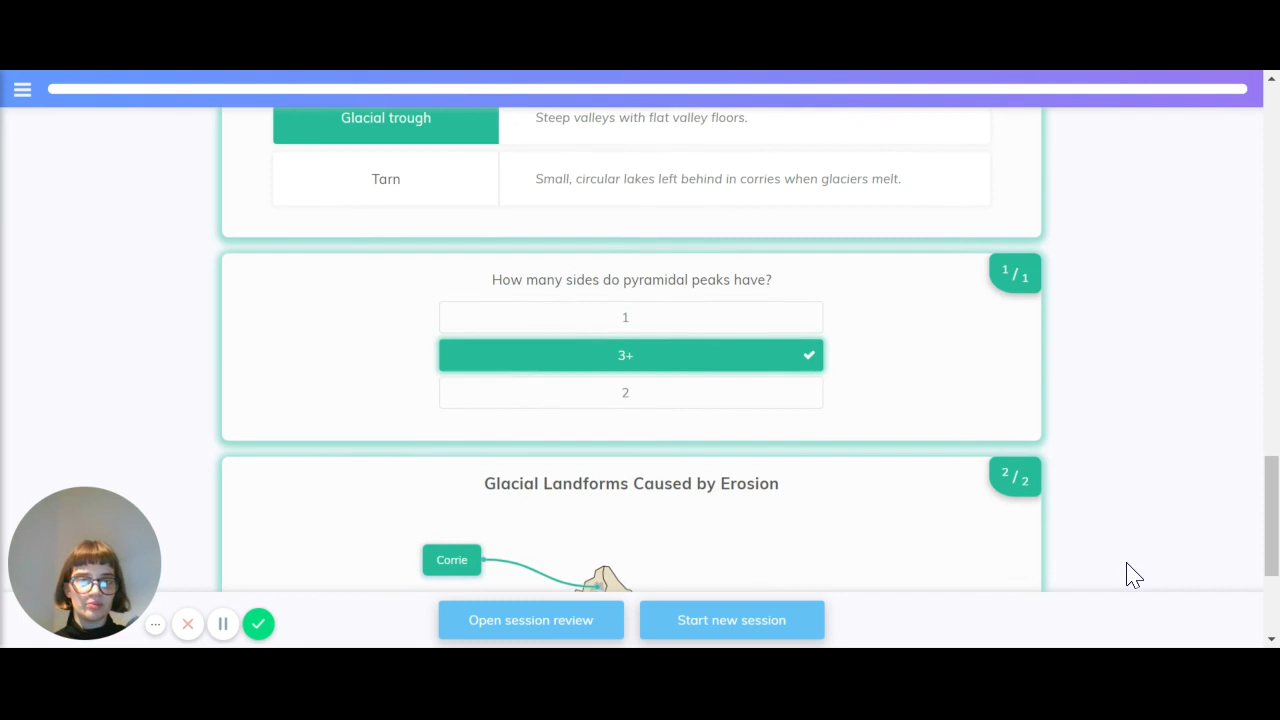 Glacial trough
Steep valleys with flat valley floors.
Tarn
Small, circular lakes left behind in corries when glaciers melt.
How many sides do pyramidal peaks have?
1/1
1
3+
2
Glacial Landforms Caused by Erosion
2/2
Corrie
Open session review
Start new session